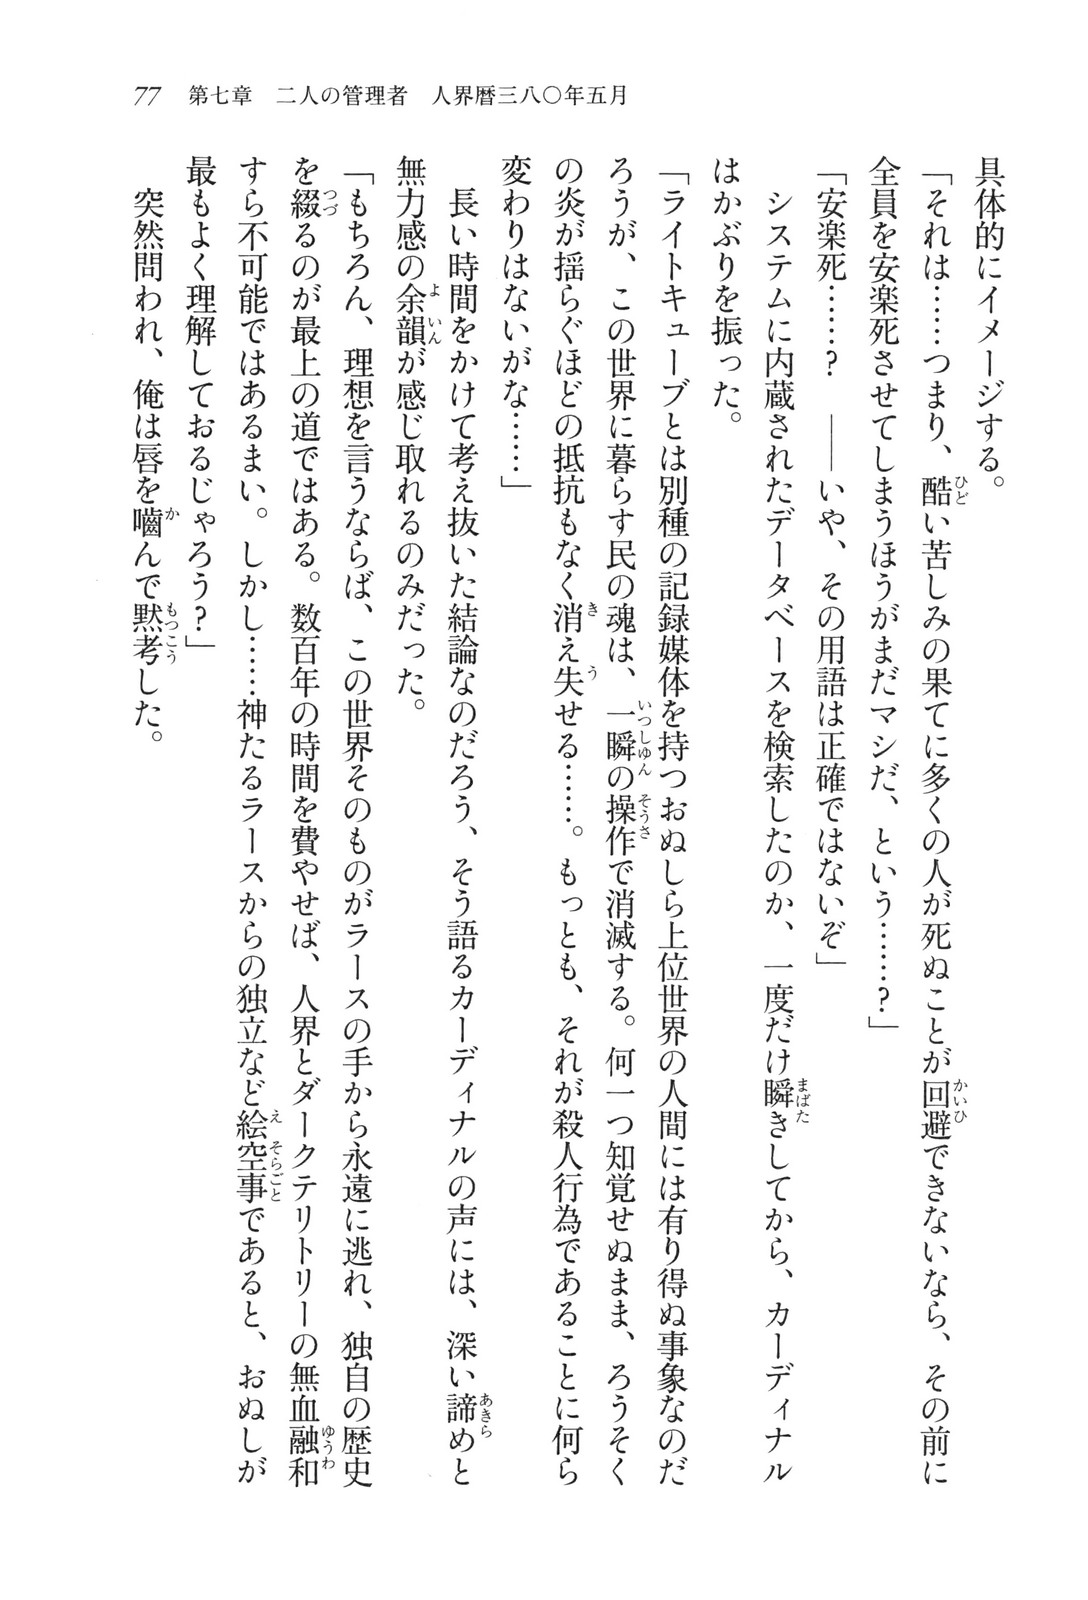 77　第七章　二人の管理者　人界暦三八〇年五月
具体的にイメージする。
「それは……つまり、酷い苦しみの果てに多くの人が死ぬことが回避できないなら、その前に
全員を安楽死させてしまうほうがまだマシだ、という……?」
「安楽死……?　――いや、その用語は正確ではないぞ」
　システムに内蔵されたデータベースを検索したのか、一度だけ瞬きしてから、カーディナル
はかぶりを振った。
「ライトキューブとは別種の記録媒体を持つおぬしら上位世界の人間には有り得ぬ事象なのだ
ろうが、この世界に暮らす民の魂は、一瞬の操作で消滅する。何一つ知覚せぬまま、ろうそく
の炎が揺らぐほどの抵抗もなく消え失せる……。もっとも、それが殺人行為であることに何ら
変わりはないがな……」
　長い時間をかけて考え抜いた結論なのだろう、そう語るカーディナルの声には、深い諦めと
無力感の余韻が感じ取れるのみだった。
「もちろん、理想を言うならば、この世界そのものがラースの手から永遠に逃れ、独自の歴史
を綴るのが最上の道ではある。数百年の時間を費やせば、人界とダークテリトリーの無血融和
すら不可能ではあるまい。しかし……神たるラースからの独立など絵空事であると、おぬしが
最もよく理解しておるじゃろう?」
　突然問われ、俺は唇を嚙んで黙考した。